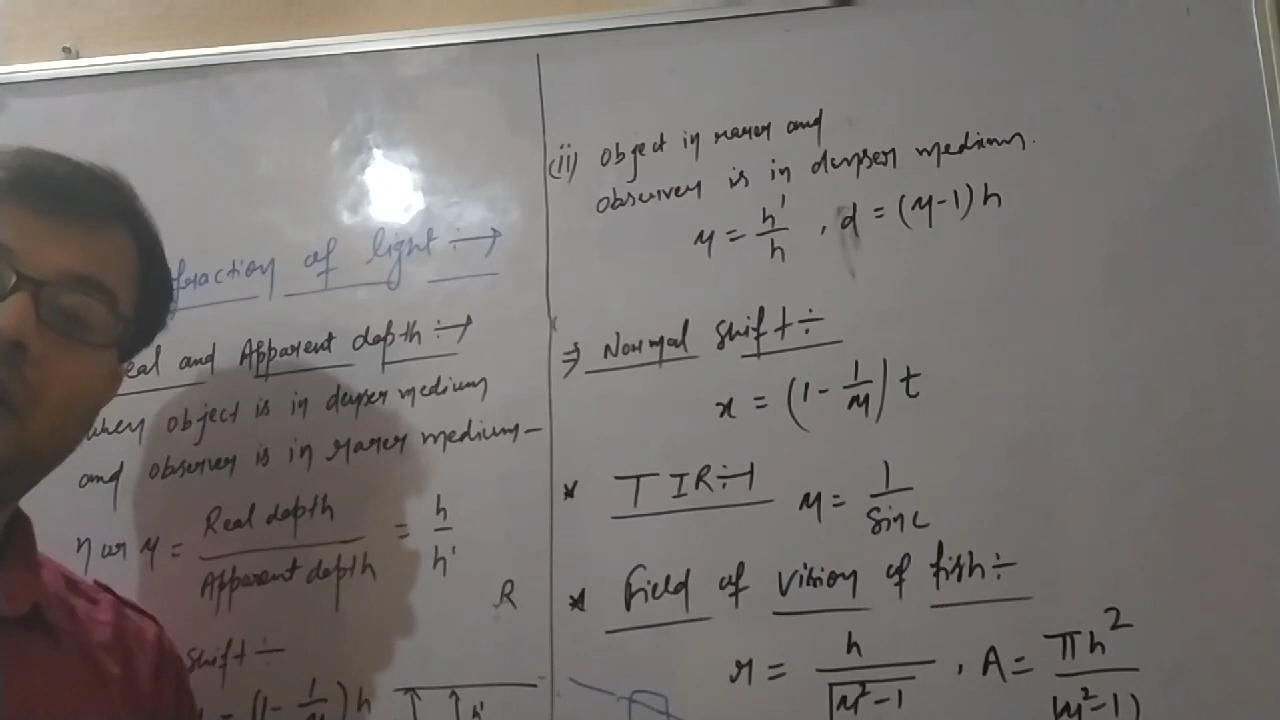 fraction of light :→
eal and Apparent depth :→
when object is in denser medium
and observer is in rarer medium –
η or μ = Real depth / Apparent depth = h / h'
R
shift ÷
= (1 - 1/μ) h
h'
(ii) Object in rarer and
observer is in denser medium.
μ = h' / h , d = (μ-1) h
⇒ Normal shift ÷
x = (1 - 1/μ) t
* TIR :→ μ = 1 / sin c
* Field of vision of fish ÷
r = h / √μ²-1 , A = πh² / (μ²-1)